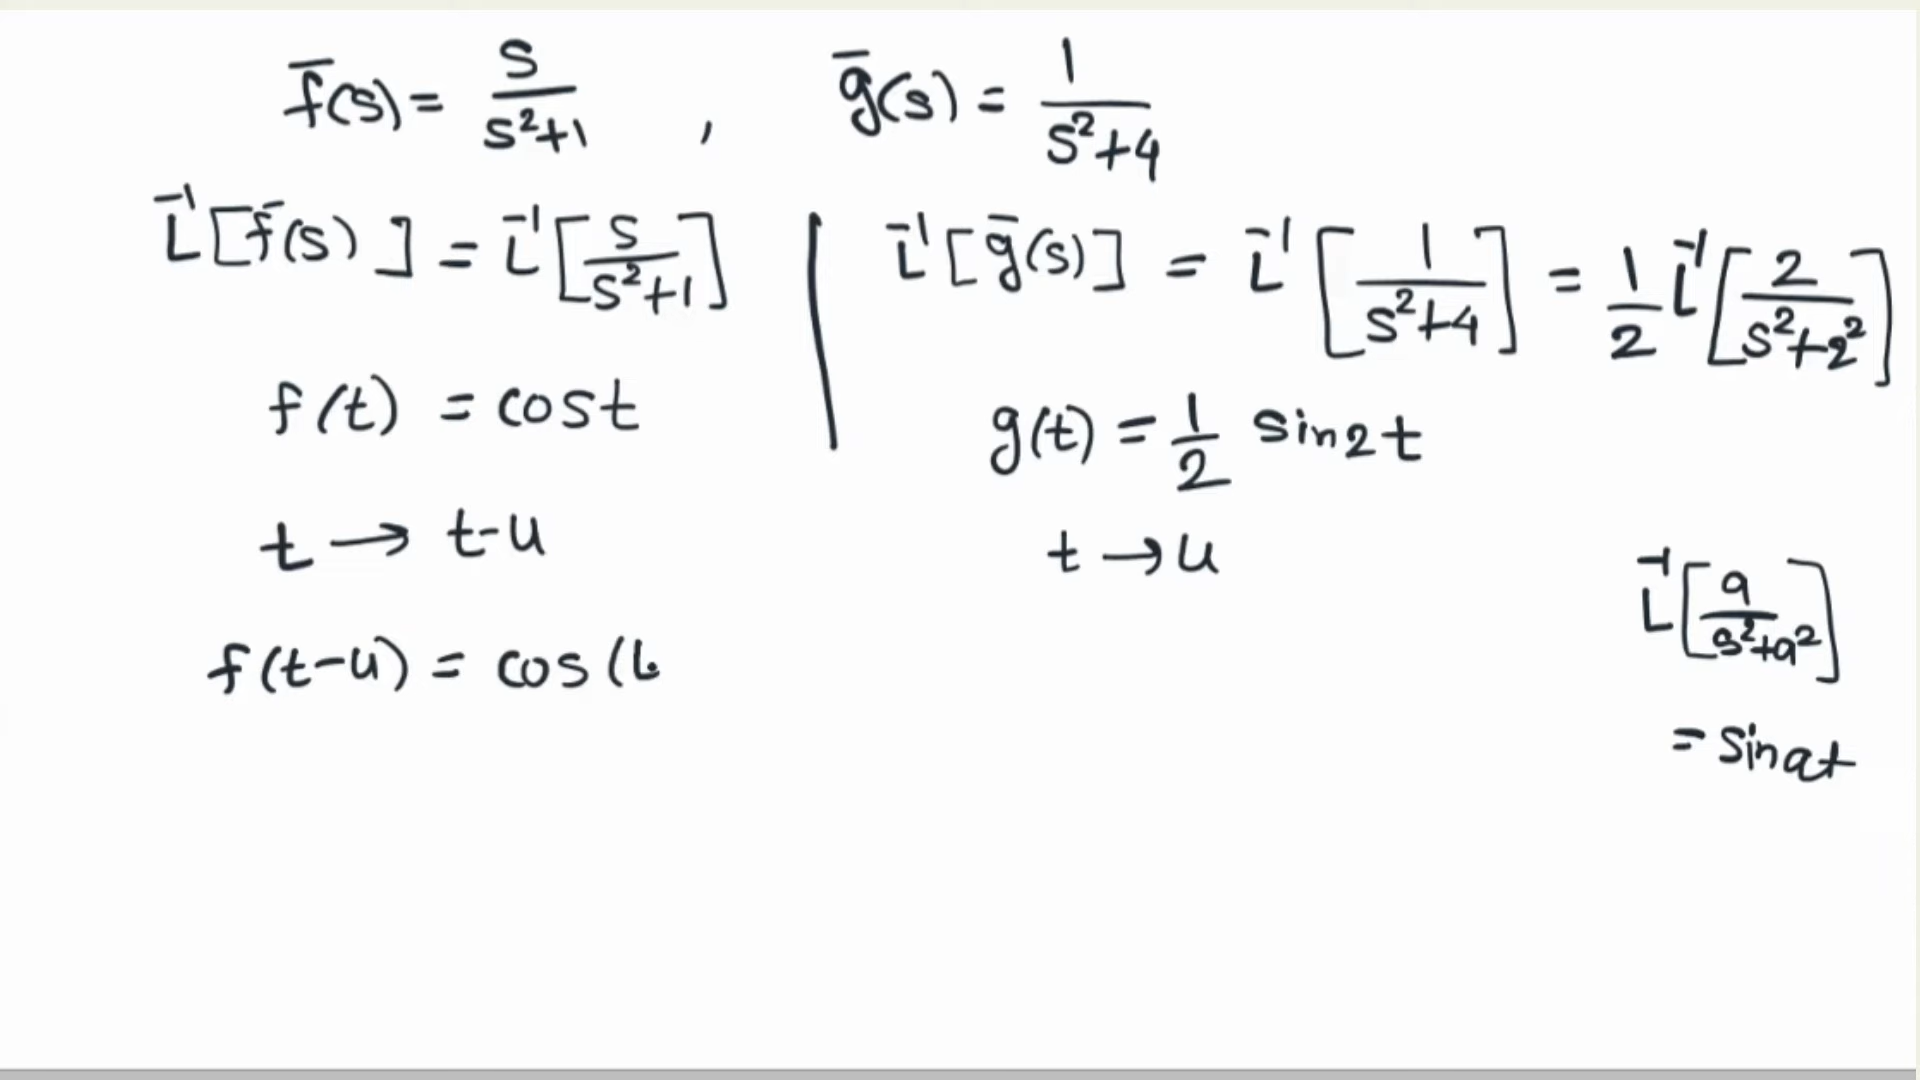 f̄(s) = s/(s²+1) , ḡ(s) = 1/(s²+4)
L⁻¹[f̄(s)] = L⁻¹[s/(s²+1)] | L⁻¹[ḡ(s)] = L⁻¹[1/(s²+4)] = 1/2 L⁻¹[2/(s²+2²)]
f(t) = cost
g(t) = 1/2 sin2t
t → t-u
t → u
f(t-u) = cos(
L⁻¹[a/(s²+a²)]
= sinat